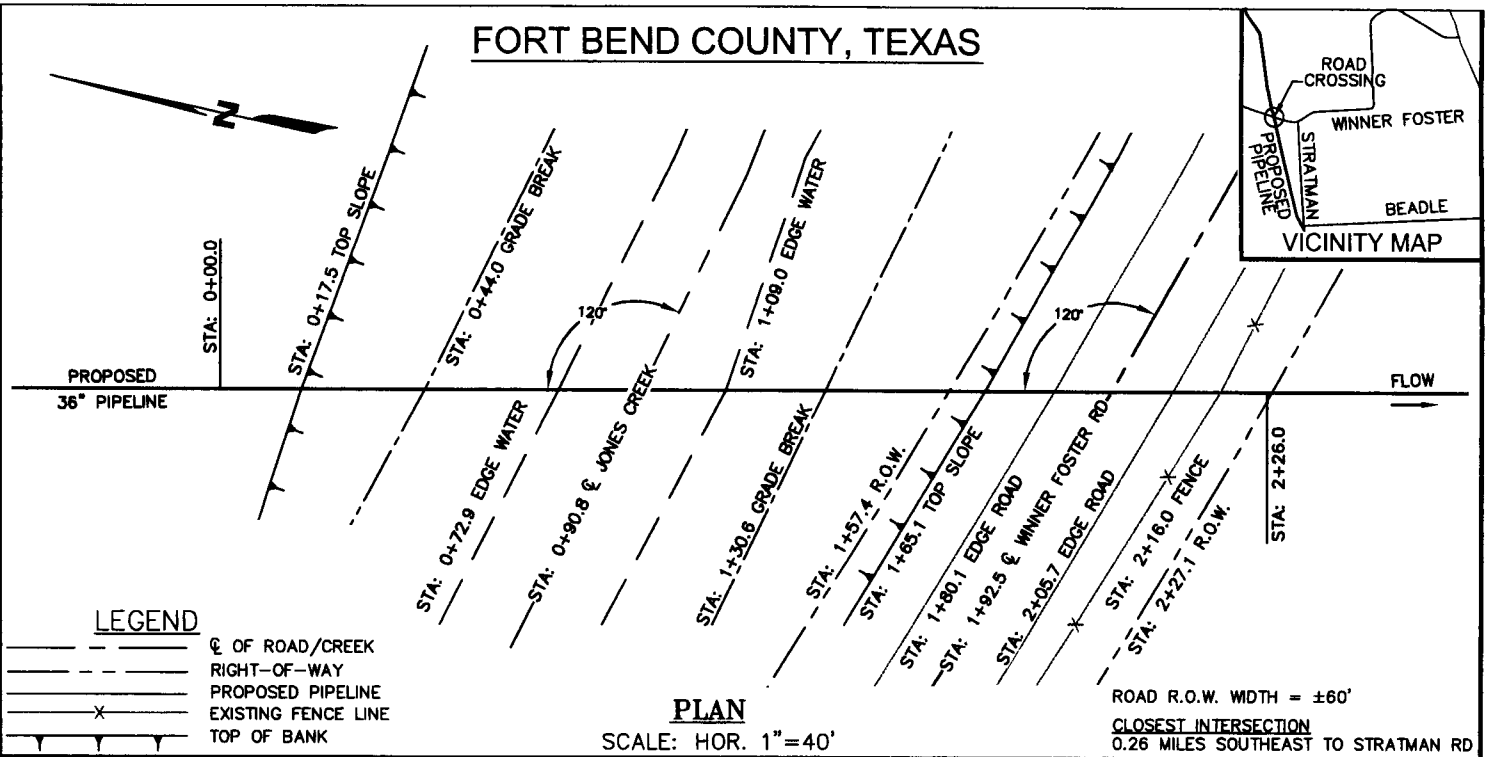 FORT BEND COUNTY, TEXAS
N
ROAD
CROSSING
WINNER FOSTER
STRATMAN
PROPOSED
PIPELINE
BEADLE
VICINITY MAP
STA: 0+00.0
STA: 0+17.5 TOP SLOPE
STA: 0+44.0 GRADE BREAK
STA: 0+72.9 EDGE WATER
120°
STA: 0+90.8 ℄ JONES CREEK
STA: 1+09.0 EDGE WATER
STA: 1+30.6 GRADE BREAK
STA: 1+57.4 R.O.W.
STA: 1+65.1 TOP SLOPE
120°
STA: 1+80.1 EDGE ROAD
STA: 1+92.5 ℄ WINNER FOSTER RD
STA: 2+05.7 EDGE ROAD
STA: 2+16.0 FENCE
STA: 2+27.1 R.O.W.
STA: 2+26.0
PROPOSED
36" PIPELINE
FLOW
LEGEND
℄ OF ROAD/CREEK
RIGHT-OF-WAY
PROPOSED PIPELINE
EXISTING FENCE LINE
TOP OF BANK
PLAN
SCALE: HOR. 1"=40'
ROAD R.O.W. WIDTH = ±60'
CLOSEST INTERSECTION
0.26 MILES SOUTHEAST TO STRATMAN RD